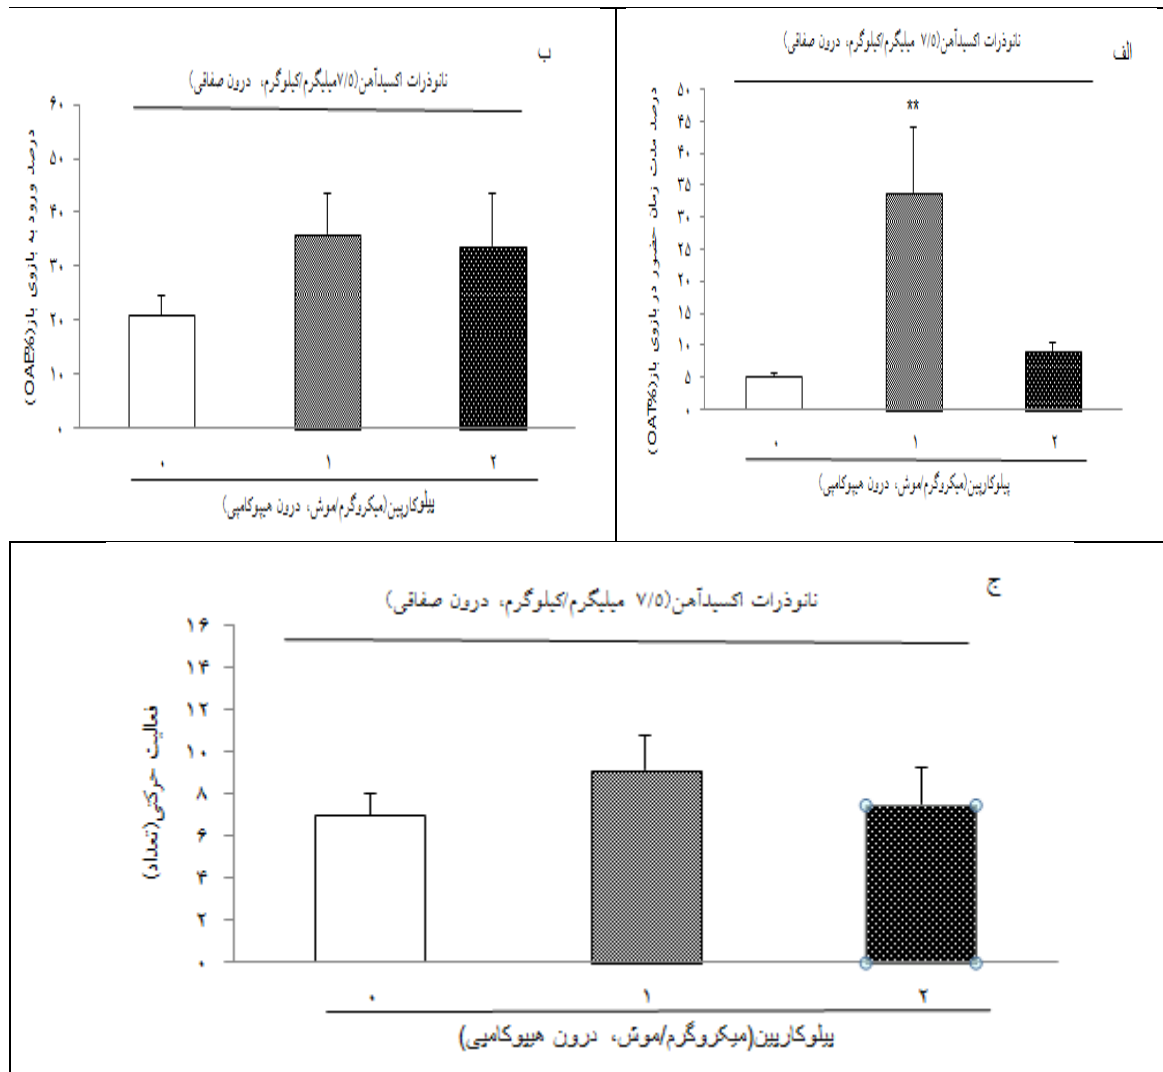 الف
نانوذرات اکسیدآهن(۷/۵ میلیگرم/کیلوگرم، درون صفاقی)
درصد مدت زمان حضور در بازوی باز(OAT%)
۵۰
۴۵
۴۰
۳۵
۳۰
۲۵
۲۰
۱۵
۱۰
۵
۰
**
۰ ۱ ۲
پیلوکارپین(میکروگرم/موش، درون هیپوکامپی)
ب
نانوذرات اکسیدآهن(۷/۵میلیگرم/کیلوگرم، درون صفاقی)
درصد ورود به بازوی باز(OAE%)
۶۰
۵۰
۴۰
۳۰
۲۰
۱۰
۰
۰ ۱ ۲
پیلوکارپین(میکروگرم/موش، درون هیپوکامپی)
ج
نانوذرات اکسیدآهن(۷/۵ میلیگرم/کیلوگرم، درون صفاقی)
فعالیت حرکتی(تعداد)
۱۶
۱۴
۱۲
۱۰
۸
۶
۴
۲
۰
۰ ۱ ۲
پیلوکارپین(میکروگرم/موش، درون هیپوکامپی)